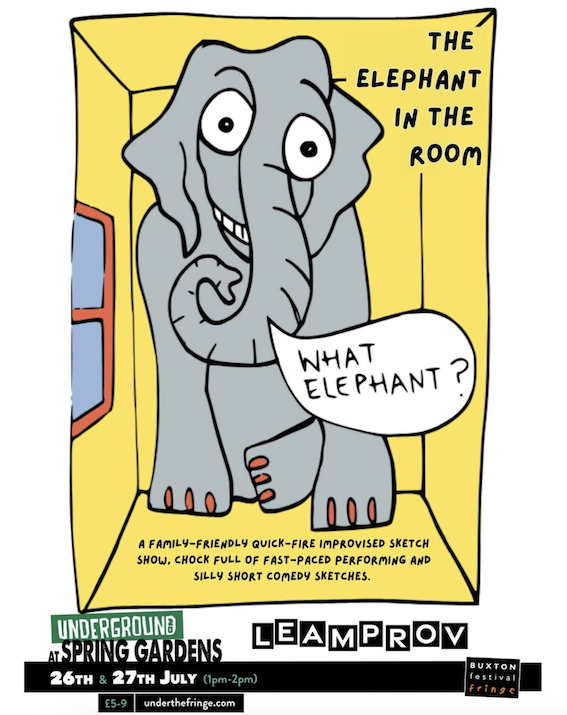 THE
ELEPHANT
IN THE
ROOM
WHAT
ELEPHANT?
A FAMILY-FRIENDLY QUICK-FIRE IMPROVISED SKETCH
SHOW, CHOCK FULL OF FAST-PACED PERFORMING AND
SILLY SHORT COMEDY SKETCHES.
UNDERGROUND
AT SPRING GARDENS
LEAMPROV
26TH & 27TH JULY (1pm-2pm)
BUXTON
festival
fringe
£5-9 underthefringe.com